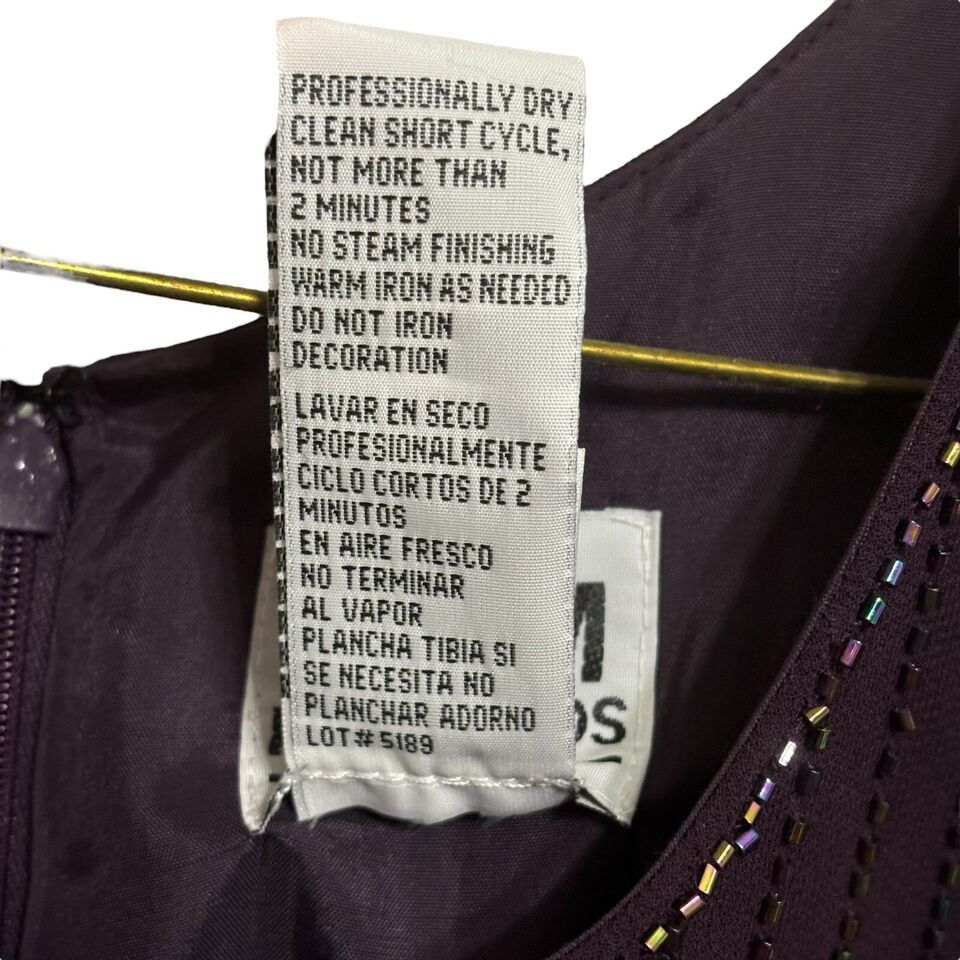 PROFESSIONALLY DRY
CLEAN SHORT CYCLE,
NOT MORE THAN
2 MINUTES
NO STEAM FINISHING
WARM IRON AS NEEDED
DO NOT IRON
DECORATION
LAVAR EN SECO
PROFESIONALMENTE
CICLO CORTOS DE 2
MINUTOS
EN AIRE FRESCO
NO TERMINAR
AL VAPOR
PLANCHA TIBIA SI
SE NECESITA NO
PLANCHAR ADORNO
LOT# 5189